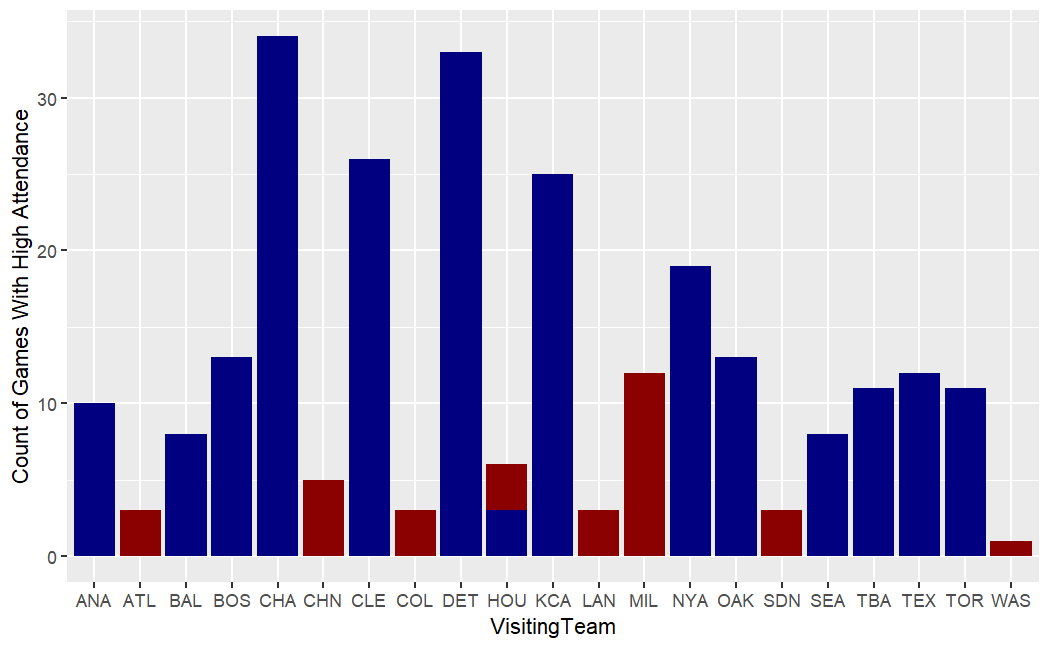 Count of Games With High Attendance
30
20
10
0
ANA ATL BAL BOS CHA CHN CLE COL DET HOU KCA LAN MIL NYA OAK SDN SEA TBA TEX TOR WAS
VisitingTeam